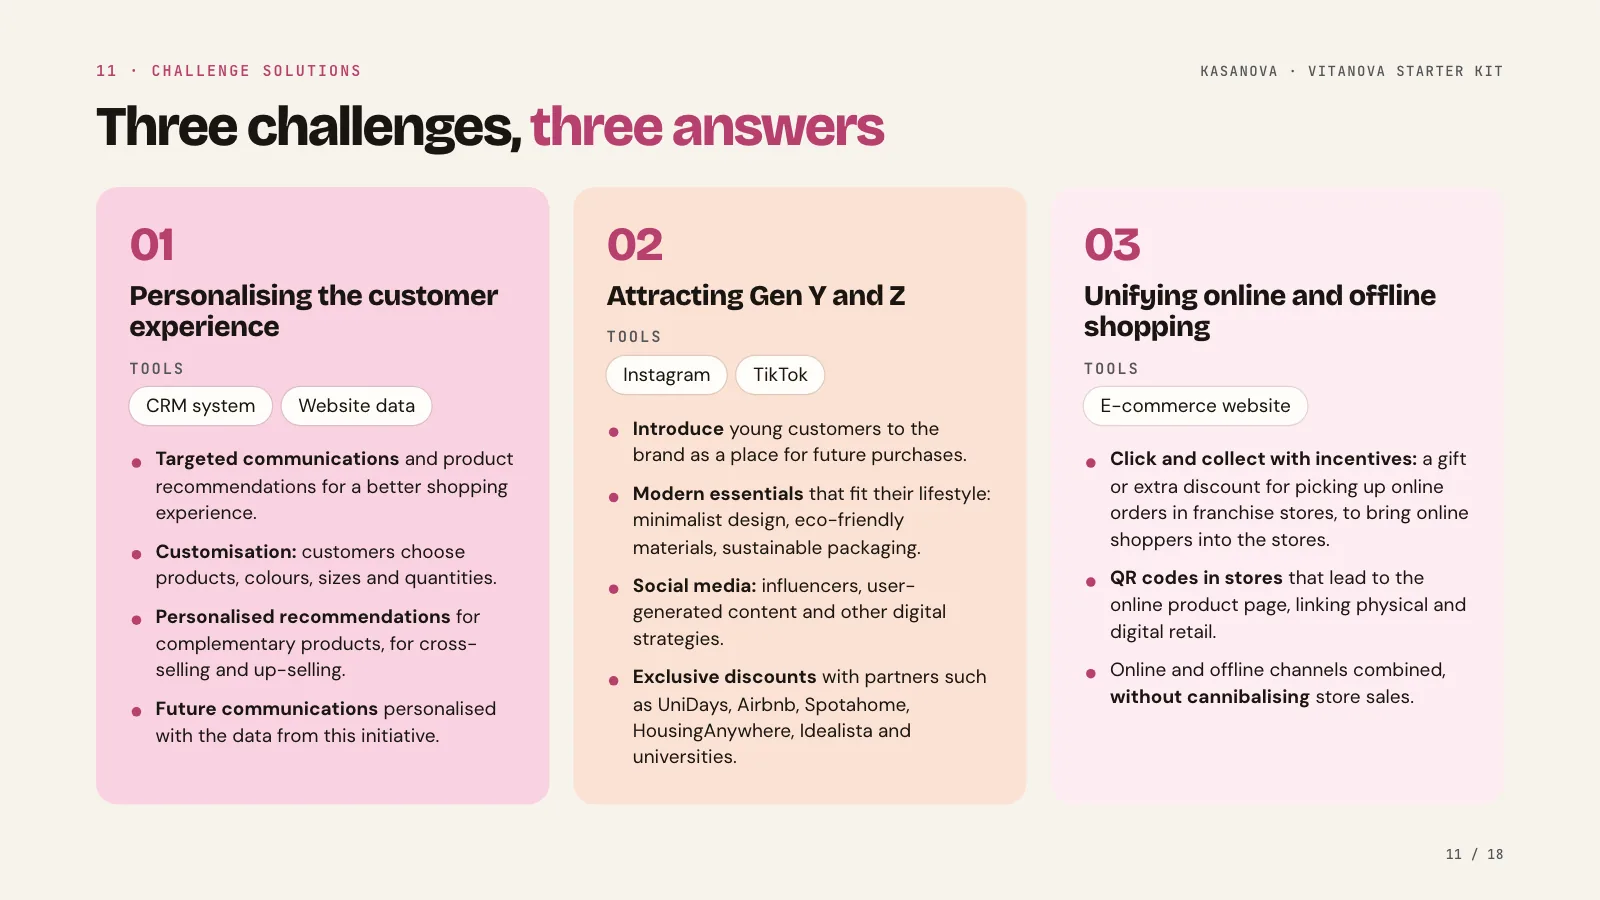 11 · CHALLENGE SOLUTIONS
KASANOVA · VITANOVA STARTER KIT
Three challenges, three answers
01
Personalising the customer
experience
TOOLS
CRM system
Website data
Targeted communications and product
recommendations for a better shopping
experience.
Customisation: customers choose
products, colours, sizes and quantities.
Personalised recommendations for
complementary products, for cross-
selling and up-selling.
Future communications personalised
with the data from this initiative.
02
Attracting Gen Y and Z
TOOLS
Instagram
TikTok
Introduce young customers to the
brand as a place for future purchases.
Modern essentials that fit their lifestyle:
minimalist design, eco-friendly
materials, sustainable packaging.
Social media: influencers, user-
generated content and other digital
strategies.
Exclusive discounts with partners such
as UniDays, Airbnb, Spotahome,
HousingAnywhere, Idealista and
universities.
03
Unifying online and offline
shopping
TOOLS
E-commerce website
Click and collect with incentives: a gift
or extra discount for picking up online
orders in franchise stores, to bring online
shoppers into the stores.
QR codes in stores that lead to the
online product page, linking physical and
digital retail.
Online and offline channels combined,
without cannibalising store sales.
11 / 18